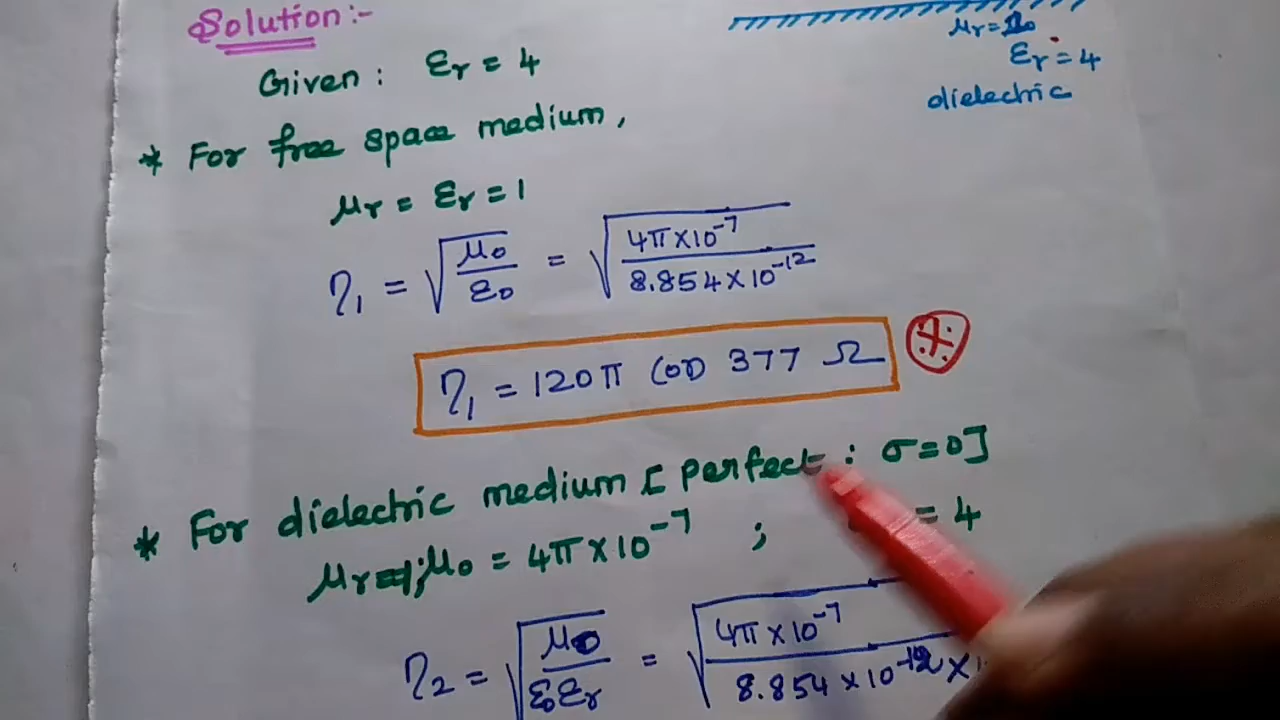 Solution:-
μr = 1
εr = 4
dielectric
Given: εr = 4
* For free space medium,
μr = εr = 1
η1 = √(μ0/ε0) = √(4π×10^-7 / 8.854×10^-12)
η1 = 120π (or) 377 Ω
* For dielectric medium [perfect: σ=0]
μr=1; μ0 = 4π×10^-7 ; = 4
η2 = √(μ0/ε0εr) = √(4π×10^-7 / 8.854×10^-12 ×